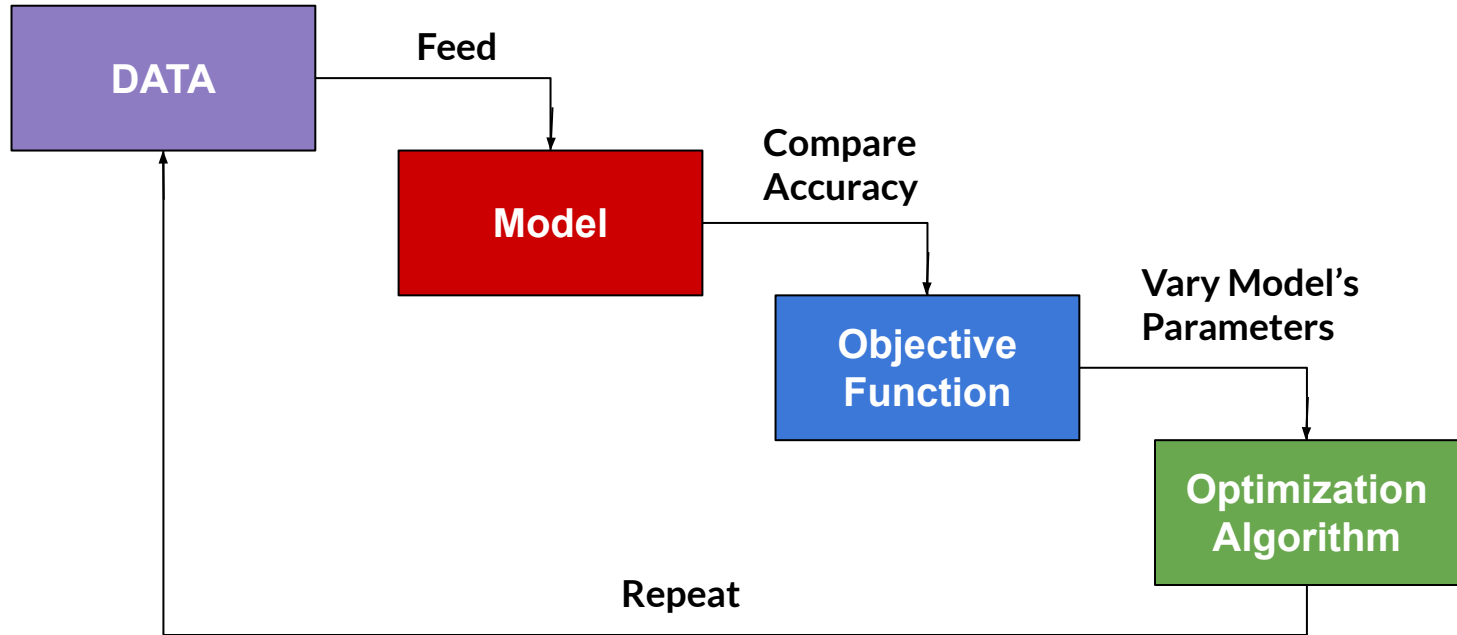 DATA
Feed
Model
Compare
Accuracy
Objective
Function
Vary Model’s
Parameters
Optimization
Algorithm
Repeat